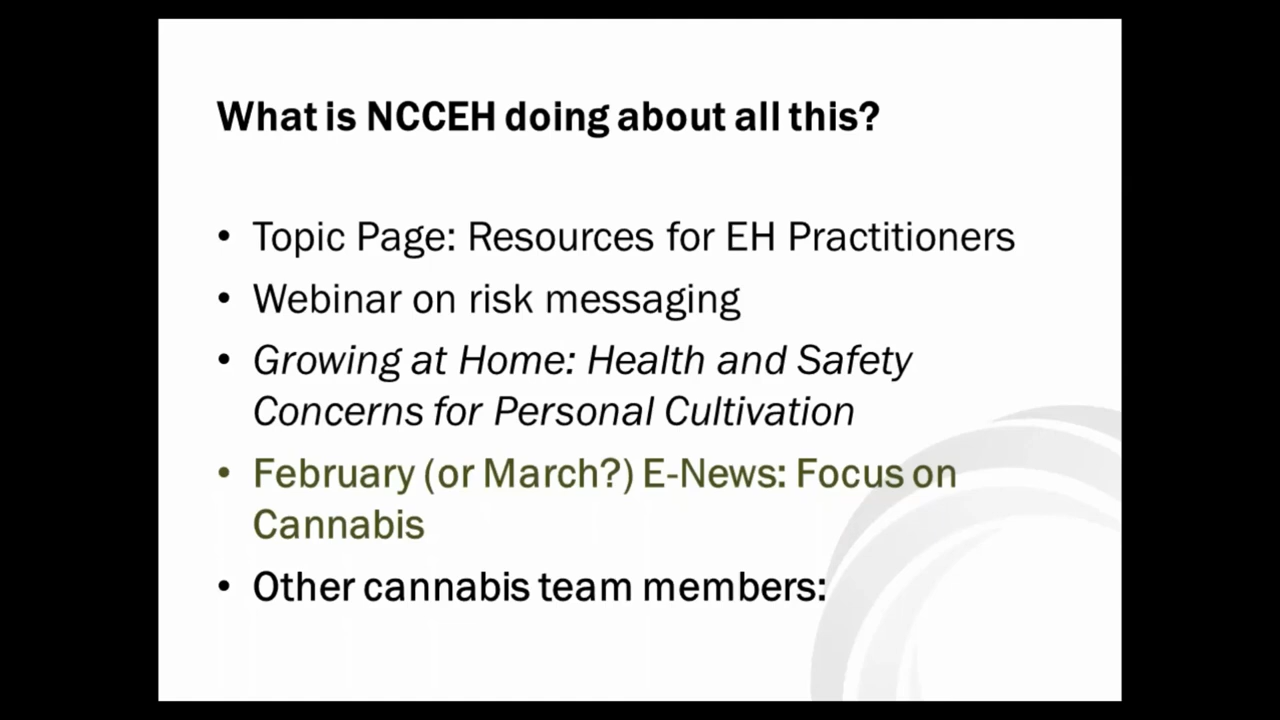 What is NCCEH doing about all this?
• Topic Page: Resources for EH Practitioners
• Webinar on risk messaging
• Growing at Home: Health and Safety
Concerns for Personal Cultivation
• February (or March?) E-News: Focus on
Cannabis
• Other cannabis team members: